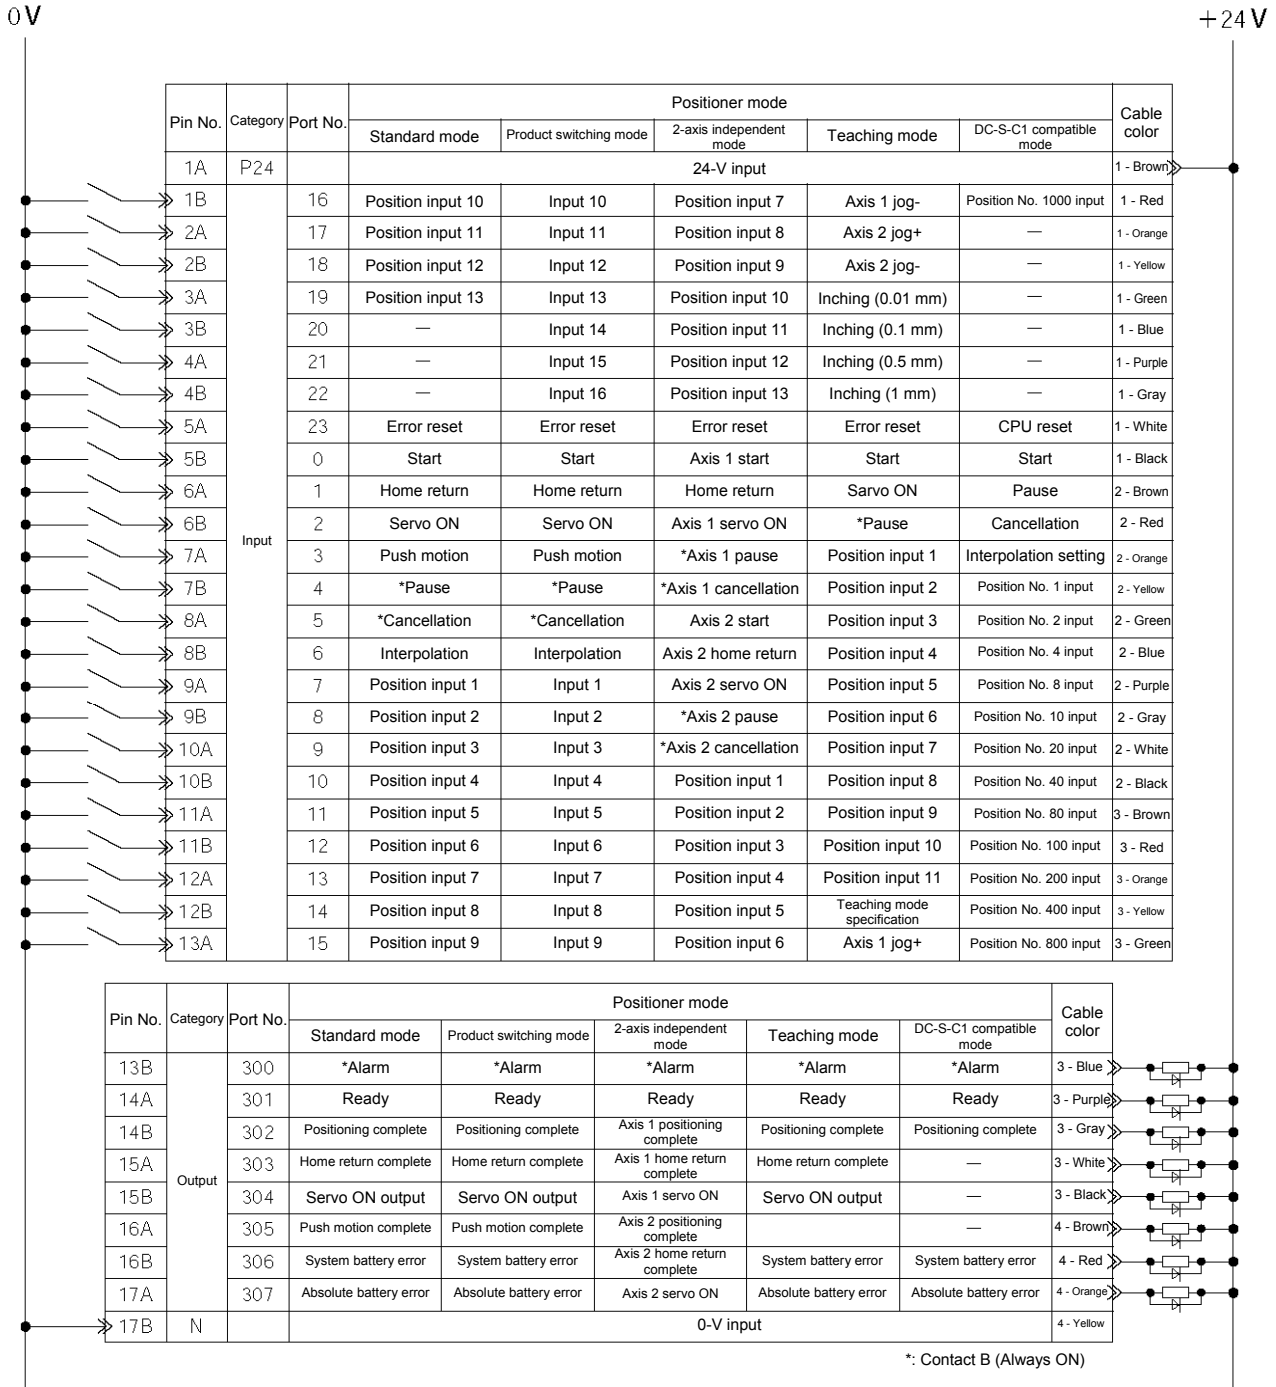 0V +24V
Pin No. Category Port No. Positioner mode Cable color
Standard mode Product switching mode 2-axis independent mode Teaching mode DC-S-C1 compatible mode
1A P24 24-V input 1 - Brown
1B 16 Position input 10 Input 10 Position input 7 Axis 1 jog- Position No. 1000 input 1 - Red
2A 17 Position input 11 Input 11 Position input 8 Axis 2 jog+ — 1 - Orange
2B 18 Position input 12 Input 12 Position input 9 Axis 2 jog- — 1 - Yellow
3A 19 Position input 13 Input 13 Position input 10 Inching (0.01 mm) — 1 - Green
3B 20 — Input 14 Position input 11 Inching (0.1 mm) — 1 - Blue
4A 21 — Input 15 Position input 12 Inching (0.5 mm) — 1 - Purple
4B 22 — Input 16 Position input 13 Inching (1 mm) — 1 - Gray
5A 23 Error reset Error reset Error reset Error reset CPU reset 1 - White
5B 0 Start Start Axis 1 start Start Start 1 - Black
6A 1 Home return Home return Home return Sarvo ON Pause 2 - Brown
6B 2 Servo ON Servo ON Axis 1 servo ON *Pause Cancellation 2 - Red
Input
7A 3 Push motion Push motion *Axis 1 pause Position input 1 Interpolation setting 2 - Orange
7B 4 *Pause *Pause *Axis 1 cancellation Position input 2 Position No. 1 input 2 - Yellow
8A 5 *Cancellation *Cancellation Axis 2 start Position input 3 Position No. 2 input 2 - Green
8B 6 Interpolation Interpolation Axis 2 home return Position input 4 Position No. 4 input 2 - Blue
9A 7 Position input 1 Input 1 Axis 2 servo ON Position input 5 Position No. 8 input 2 - Purple
9B 8 Position input 2 Input 2 *Axis 2 pause Position input 6 Position No. 10 input 2 - Gray
10A 9 Position input 3 Input 3 *Axis 2 cancellation Position input 7 Position No. 20 input 2 - White
10B 10 Position input 4 Input 4 Position input 1 Position input 8 Position No. 40 input 2 - Black
11A 11 Position input 5 Input 5 Position input 2 Position input 9 Position No. 80 input 3 - Brown
11B 12 Position input 6 Input 6 Position input 3 Position input 10 Position No. 100 input 3 - Red
12A 13 Position input 7 Input 7 Position input 4 Position input 11 Position No. 200 input 3 - Orange
12B 14 Position input 8 Input 8 Position input 5 Teaching mode specification Position No. 400 input 3 - Yellow
13A 15 Position input 9 Input 9 Position input 6 Axis 1 jog+ Position No. 800 input 3 - Green
Pin No. Category Port No. Positioner mode Cable color
Standard mode Product switching mode 2-axis independent mode Teaching mode DC-S-C1 compatible mode
13B 300 *Alarm *Alarm *Alarm *Alarm *Alarm 3 - Blue
14A 301 Ready Ready Ready Ready Ready 3 - Purple
14B 302 Positioning complete Positioning complete Axis 1 positioning complete Positioning complete Positioning complete 3 - Gray
15A 303 Home return complete Home return complete Axis 1 home return complete Home return complete — 3 - White
Output
15B 304 Servo ON output Servo ON output Axis 1 servo ON Servo ON output — 3 - Black
16A 305 Push motion complete Push motion complete Axis 2 positioning complete — 4 - Brown
16B 306 System battery error System battery error Axis 2 home return complete System battery error System battery error 4 - Red
17A 307 Absolute battery error Absolute battery error Axis 2 servo ON Absolute battery error Absolute battery error 4 - Orange
17B N 0-V input 4 - Yellow
*: Contact B (Always ON)